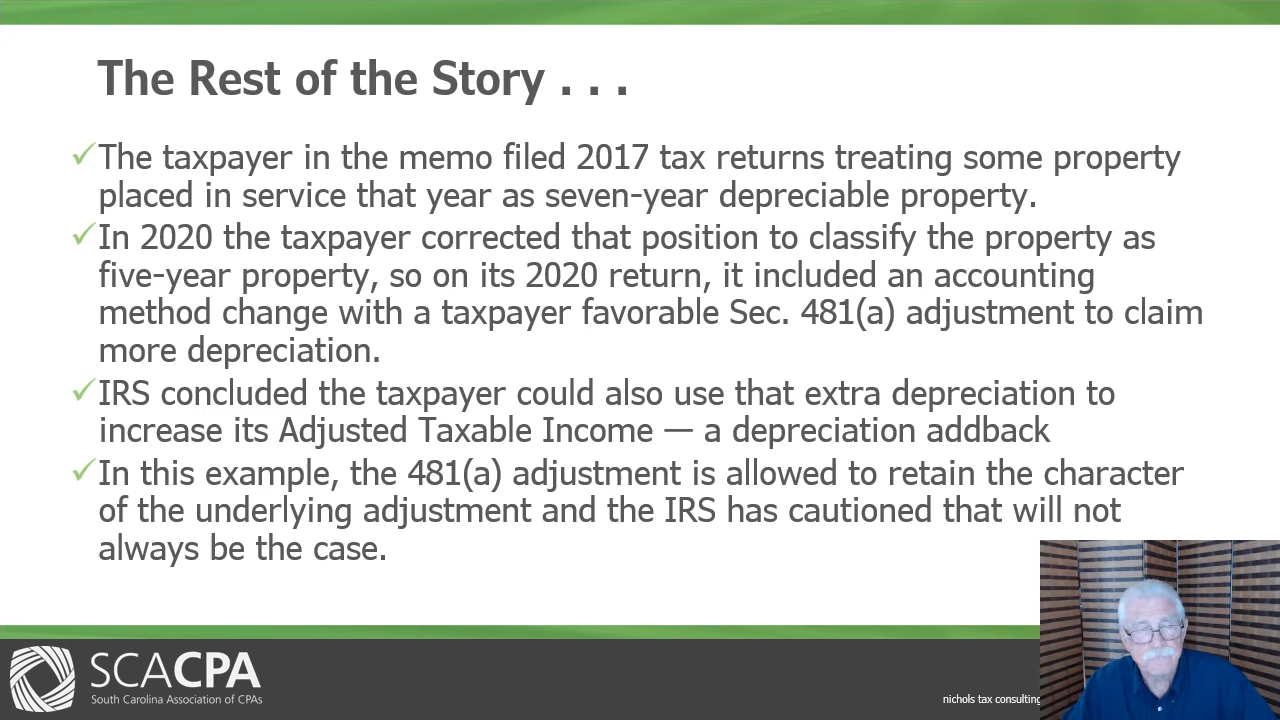 The Rest of the Story . . .
The taxpayer in the memo filed 2017 tax returns treating some property
placed in service that year as seven-year depreciable property.
In 2020 the taxpayer corrected that position to classify the property as
five-year property, so on its 2020 return, it included an accounting
method change with a taxpayer favorable Sec. 481(a) adjustment to claim
more depreciation.
IRS concluded the taxpayer could also use that extra depreciation to
increase its Adjusted Taxable Income — a depreciation addback
In this example, the 481(a) adjustment is allowed to retain the character
of the underlying adjustment and the IRS has cautioned that will not
always be the case.
SCACPA
South Carolina Association of CPAs
nichols tax consulting